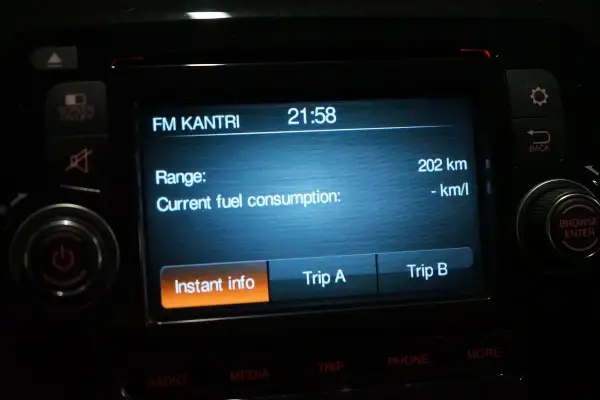 FM KANTRI 21:58
Range: 202 km
Current fuel consumption: - km/l
Instant info Trip A Trip B
BACK
BROWSE
ENTER
RADIO MEDIA TRIP PHONE MORE